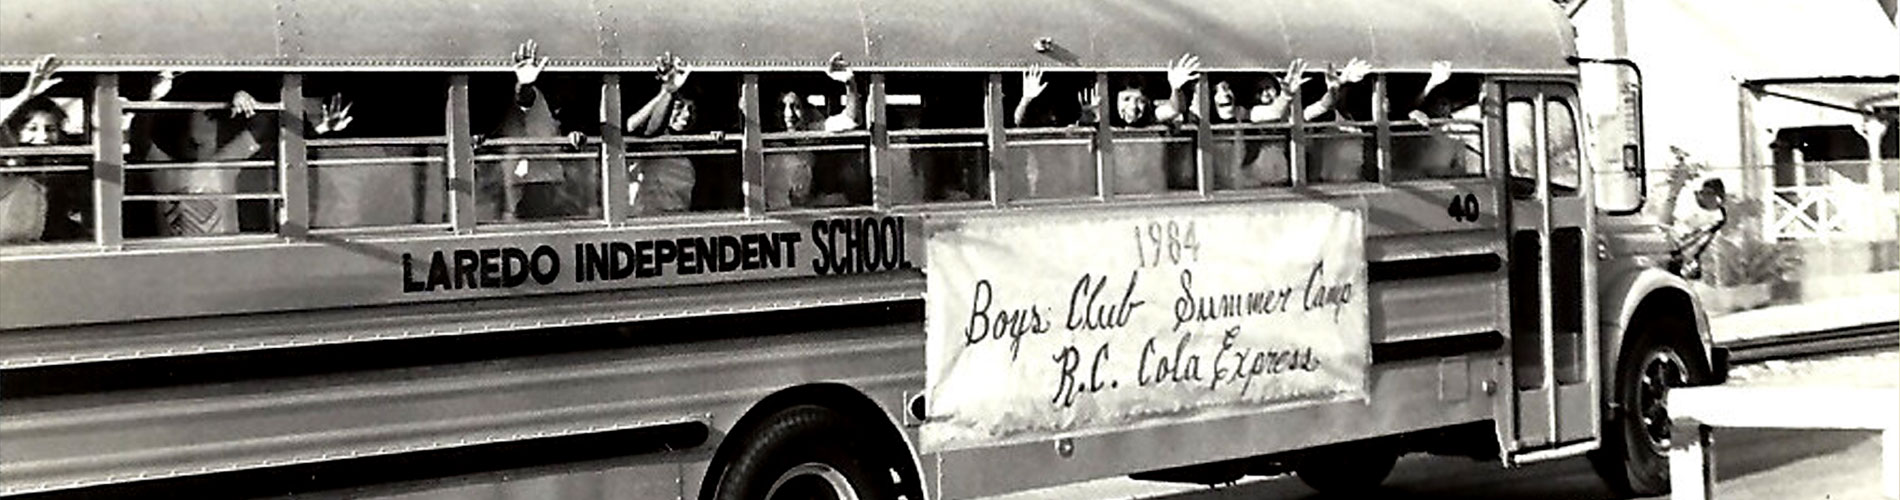 LAREDO INDEPENDENT SCHOOL
40
1984
Boys Club Summer Camp
R.C. Cola Express